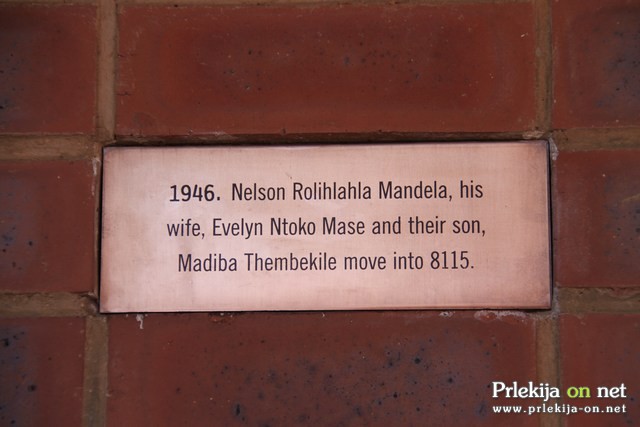 1946. Nelson Rolihlahla Mandela, his
wife, Evelyn Ntoko Mase and their son,
Madiba Thembekile move into 8115.
Prlekija on net
www.prlekija-on.net